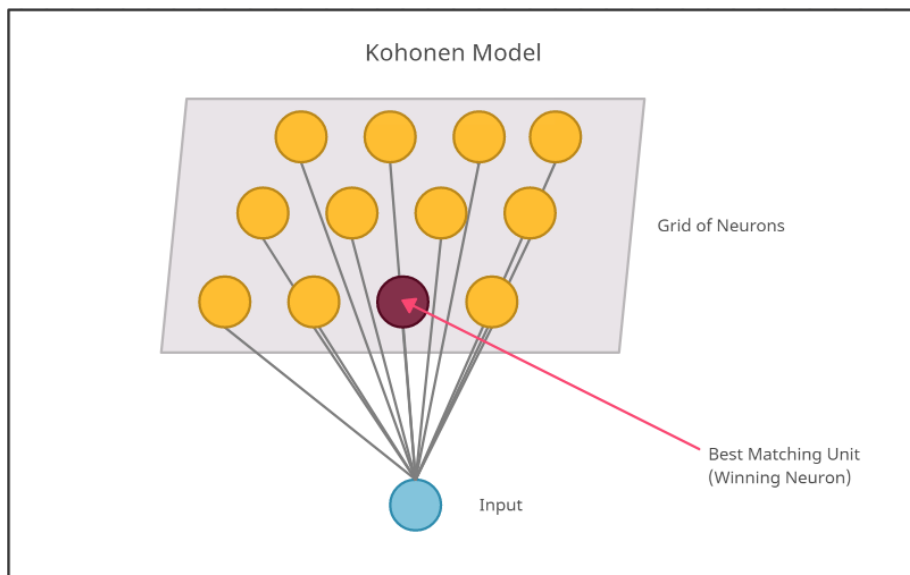 Kohonen Model
Grid of Neurons
Best Matching Unit
(Winning Neuron)
Input